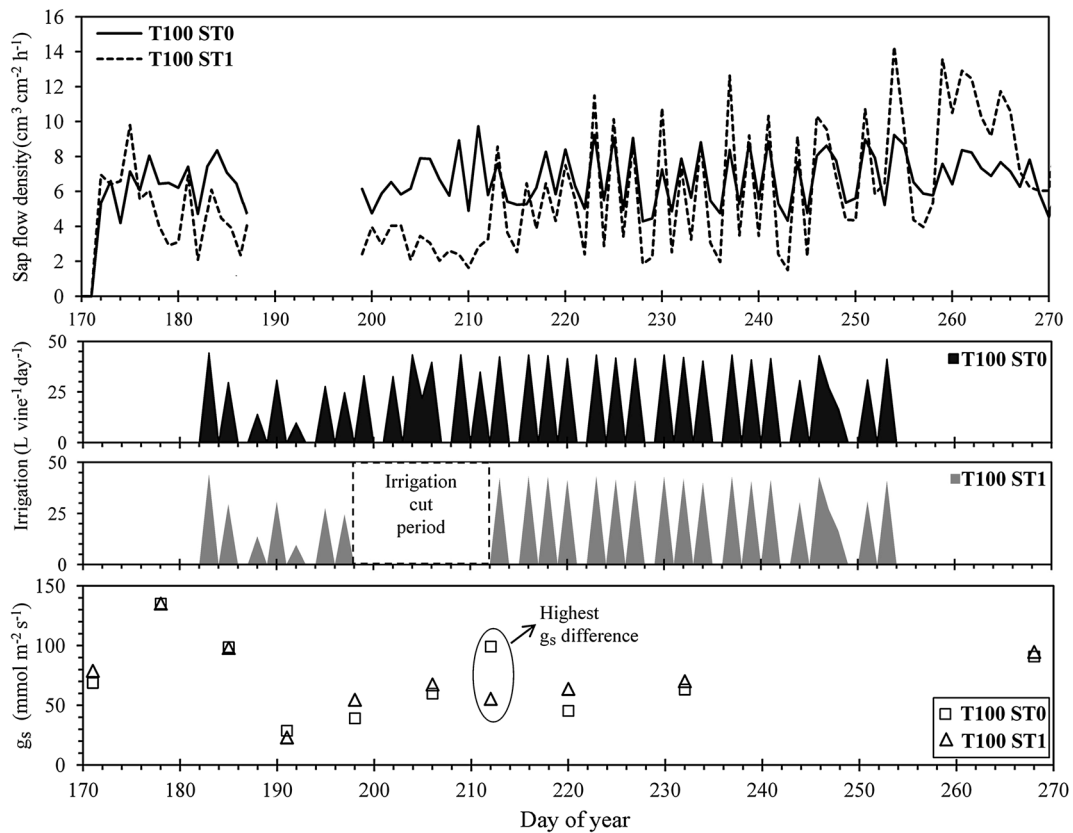 16
14
12
10
8
6
4
2
0
Sap flow density (cm³ cm⁻² h⁻¹)
T100 ST0
T100 ST1
170 180 190 200 210 220 230 240 250 260 270
50
25
0
T100 ST0
Irrigation (L vine⁻¹ day⁻¹)
50
25
0
Irrigation
cut
period
T100 ST1
150
100
50
0
gs (mmol m⁻² s⁻¹)
Highest
gs difference
T100 ST0
T100 ST1
170 180 190 200 210 220 230 240 250 260 270
Day of year